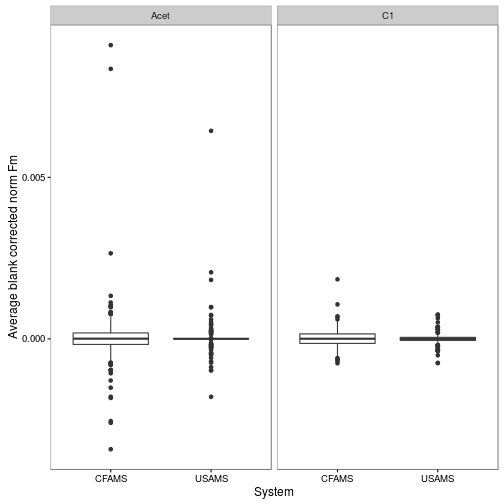 Acet
C1
Average blank corrected norm Fm
0.005
0.000
CFAMS
USAMS
CFAMS
USAMS
System